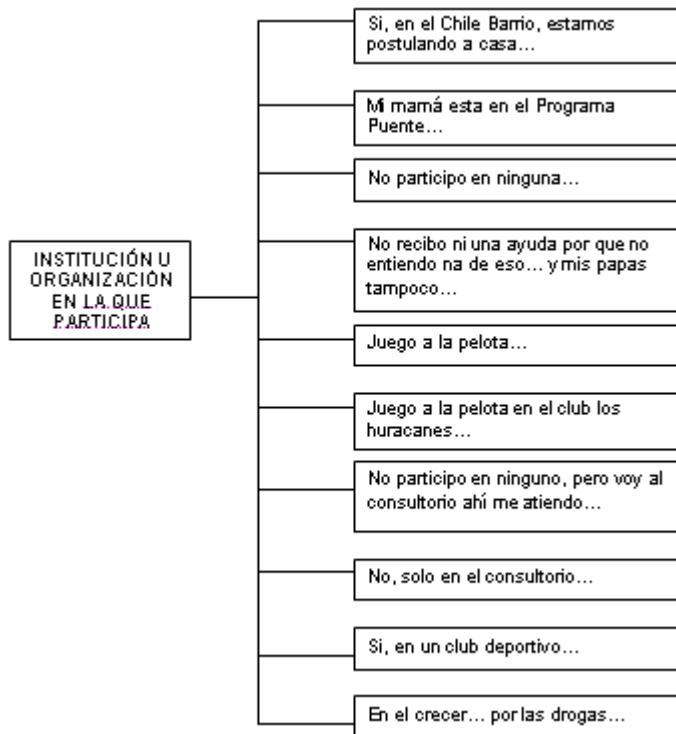 Si, en el Chile Barrio, estamos
postulando a casa...
Mi mamá esta en el Programa
Puente...
No participo en ninguna...
INSTITUCIÓN U
ORGANIZACIÓN
EN LA QUE
PARTICIPA
No recibo ni una ayuda por que no
entiendo na de eso... y mis papas
tampoco...
Juego a la pelota...
Juego a la pelota en el club los
huracanes...
No participo en ninguno, pero voy al
consultorio ahí me atiendo...
No, solo en el consultorio...
Si, en un club deportivo...
En el crecer... por las drogas...